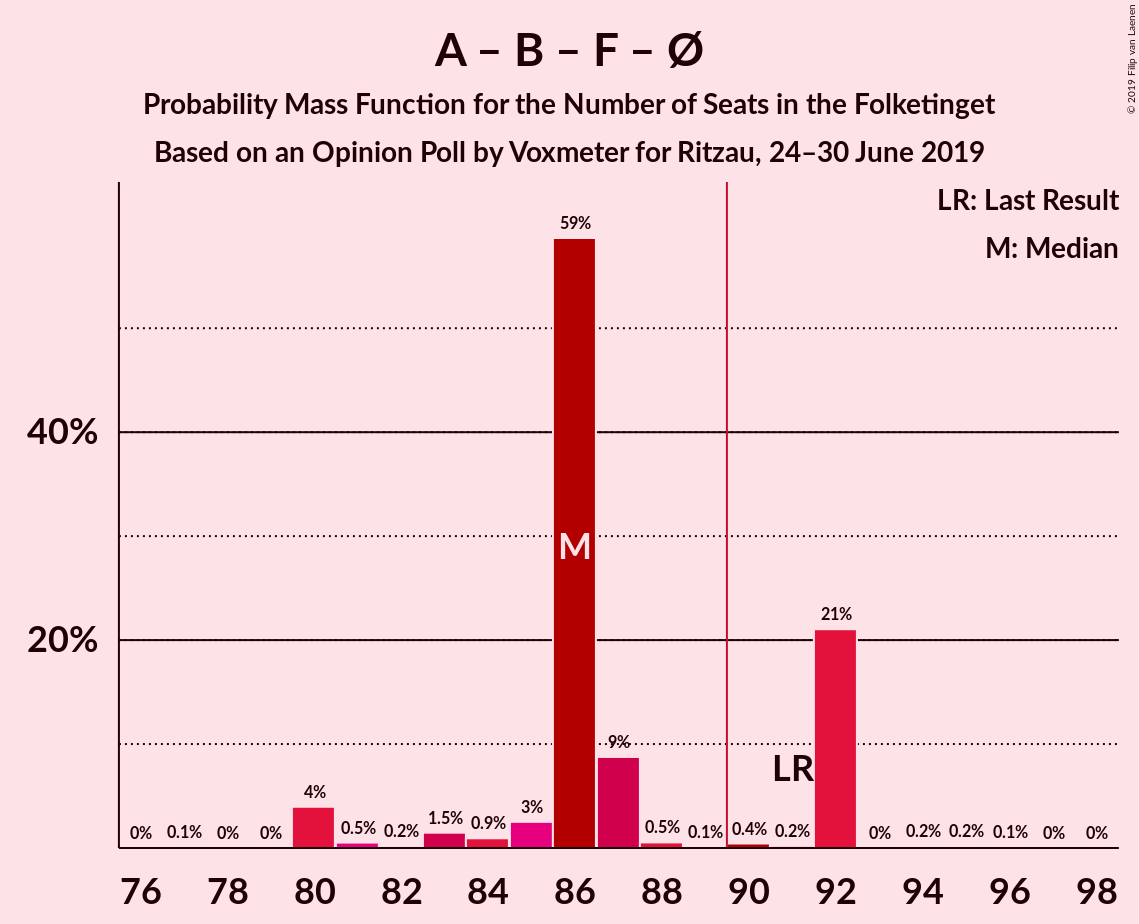 A – B – F – Ø
Probability Mass Function for the Number of Seats in the Folketinget
Based on an Opinion Poll by Voxmeter for Ritzau, 24–30 June 2019
© 2019 Filip van Laenen
LR: Last Result
M: Median
59%
40%
M
20%
21%
9%
LR
4%
3%
0% 0.1% 0% 0% 0.5% 0.2% 1.5% 0.9% 0.5% 0.1% 0.4% 0.2% 0% 0.2% 0.2% 0.1% 0% 0%
76 78 80 82 84 86 88 90 92 94 96 98